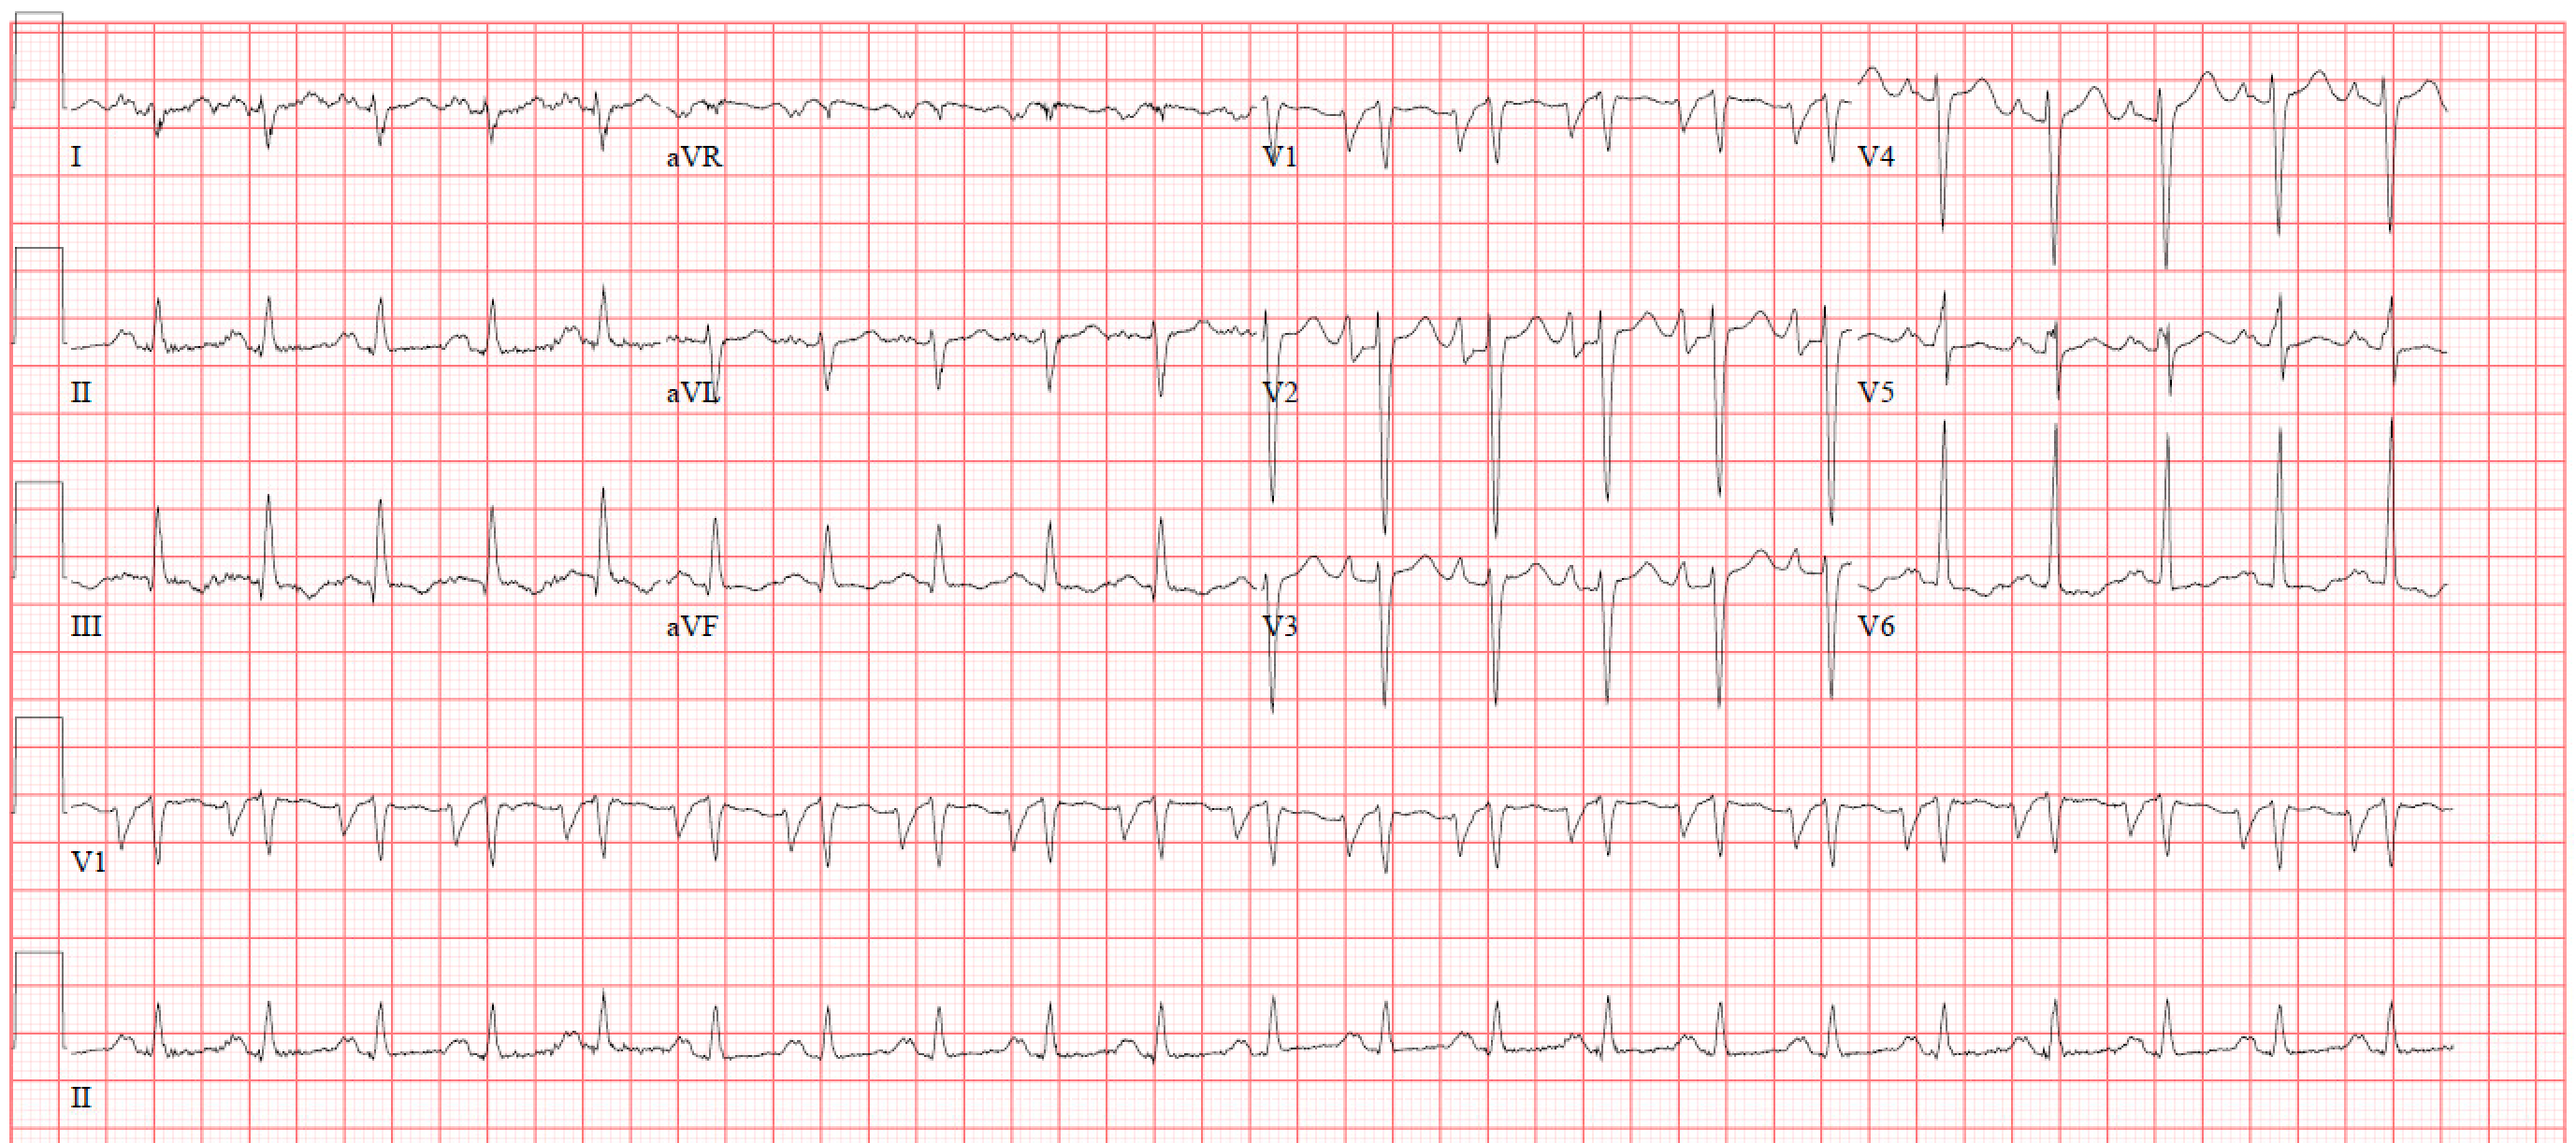 I aVR V1 V4
II aVL V2 V5
III aVF V3 V6
V1
II